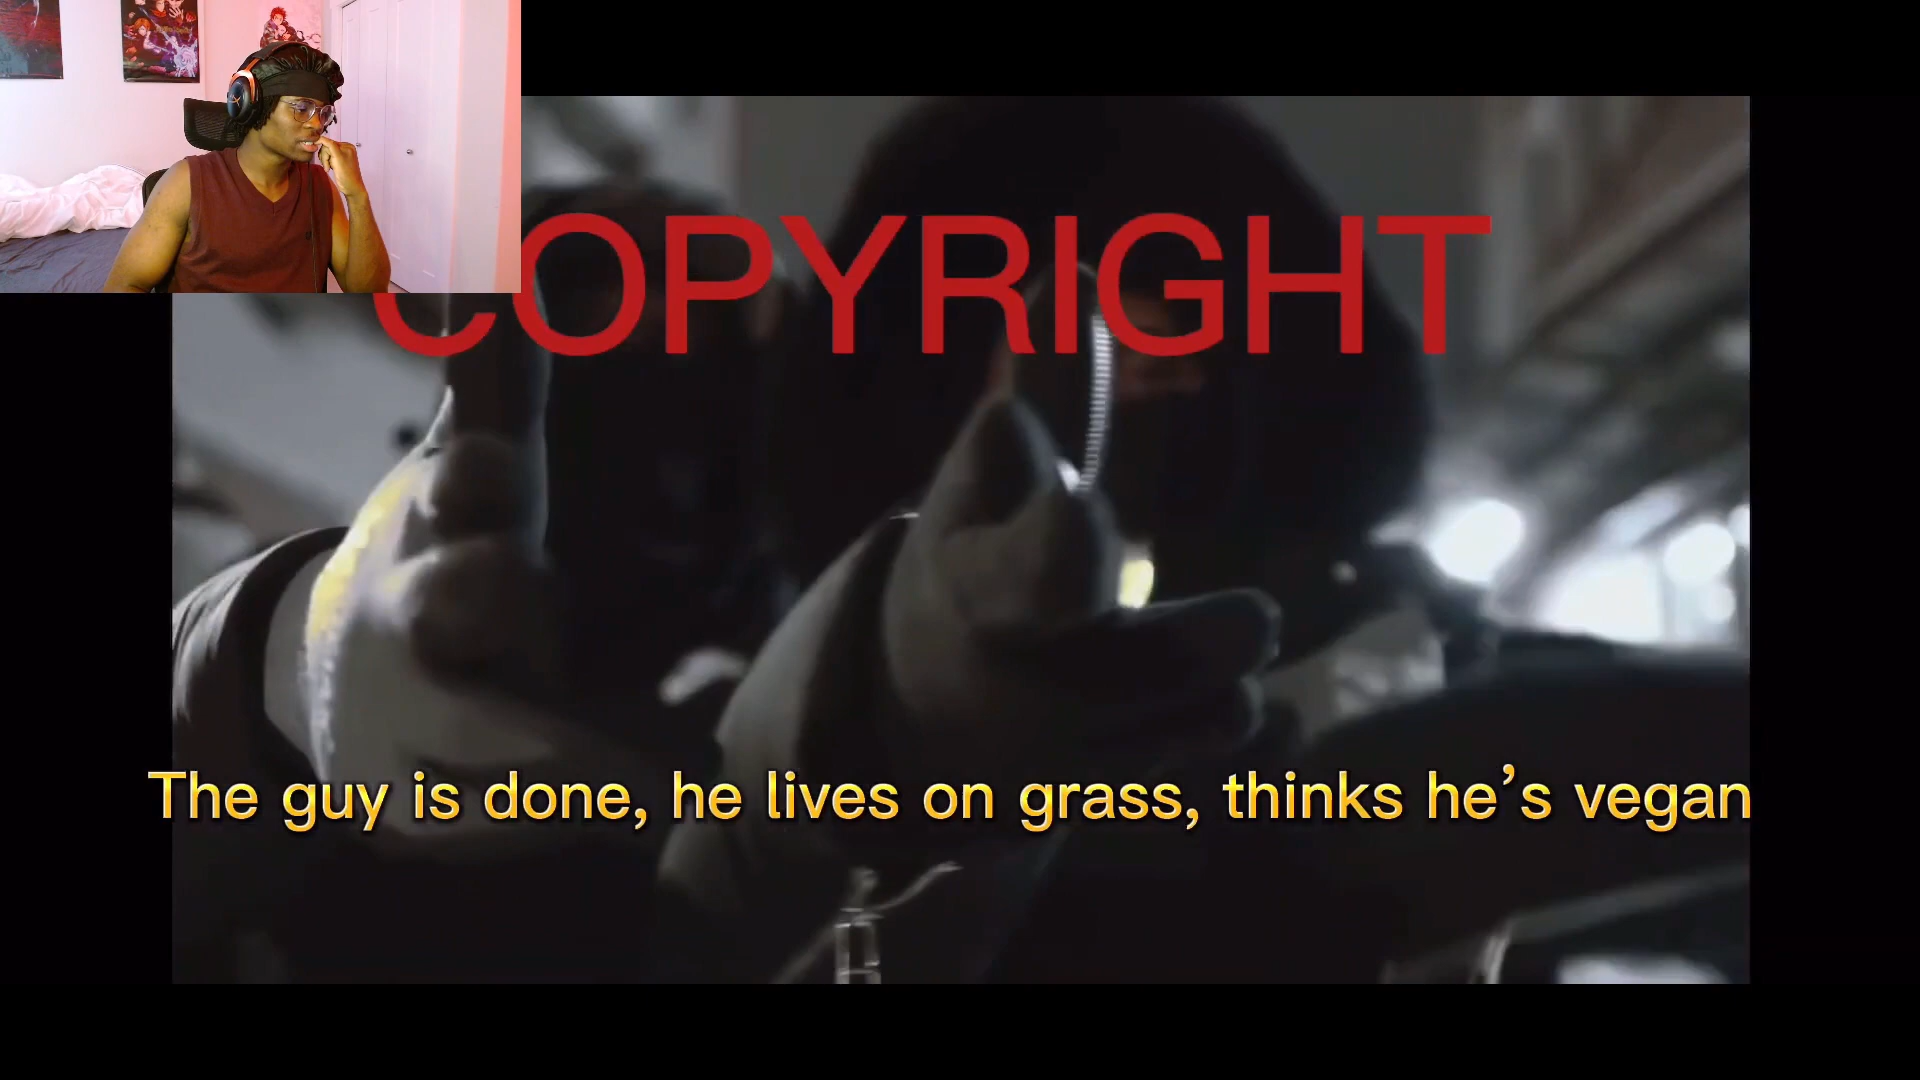 COPYRIGHT
The guy is done, he lives on grass, thinks he’s vegan